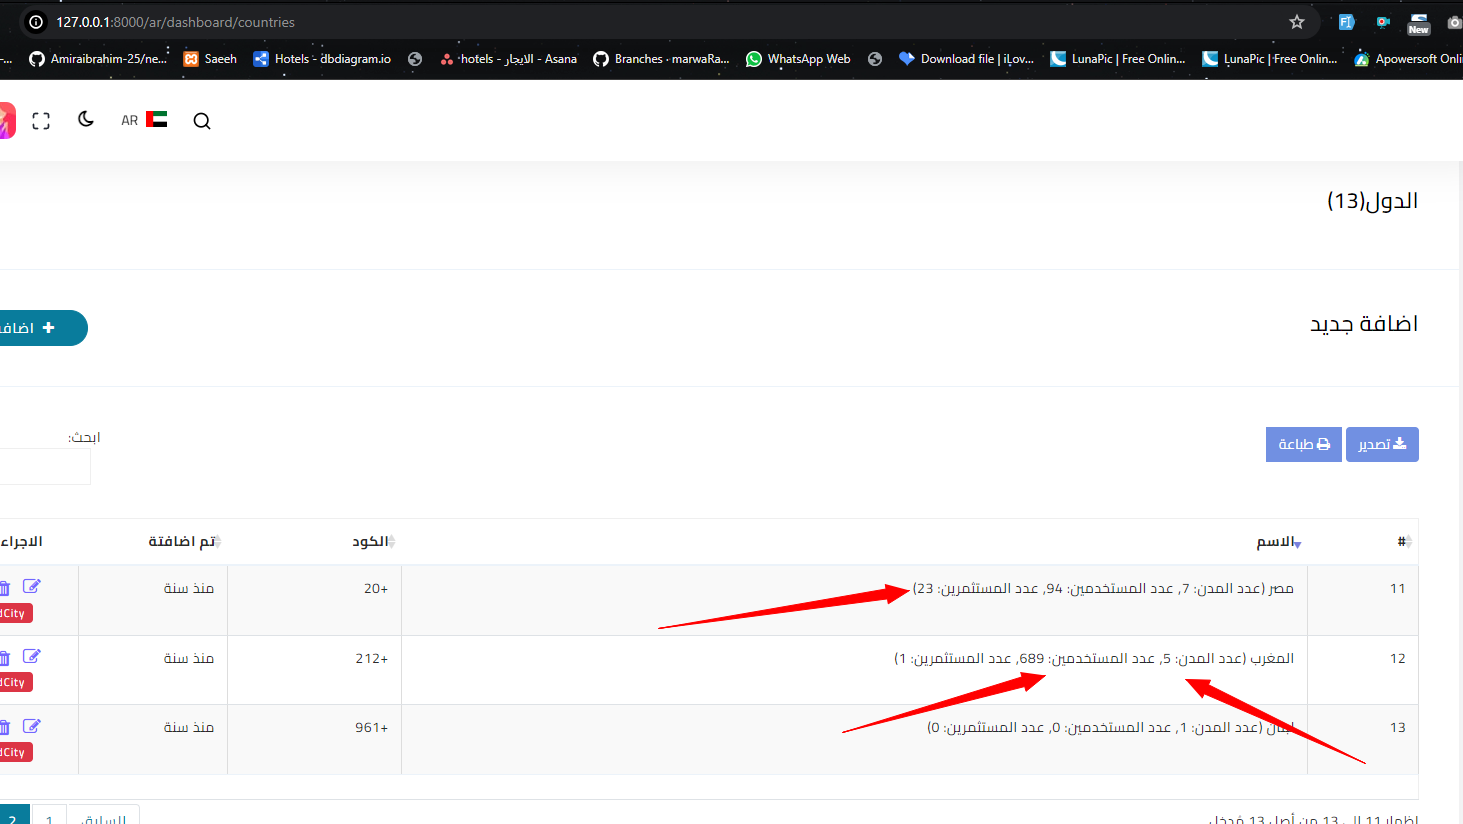 127.0.0.1:8000/ar/dashboard/countries
New
Amiraibrahim-25/ne...
Saeeh
Hotels - dbdiagram.io
hotels - الايجار - Asana
Branches · marwaRa...
WhatsApp Web
Download file | iLov...
LunaPic | Free Onlin...
LunaPic | Free Onlin...
Apowersoft Onli
AR
الدول(13)
اضافة جديد
اضافة
تصدير
طباعة
ابحث:
#
الاسم
الكود
تم اضافتة
الاجراء
11
مصر (عدد المدن: 7, عدد المستخدمين: 94, عدد المستثمرين: 23)
+20
منذ سنة
dCity
12
المغرب (عدد المدن: 5, عدد المستخدمين: 689, عدد المستثمرين: 1)
+212
منذ سنة
dCity
13
لبنان (عدد المدن: 1, عدد المستخدمين: 0, عدد المستثمرين: 0)
+961
منذ سنة
dCity
إظهار 11 إلى 13 من أصل 13 مُدخل
السابق
1
2